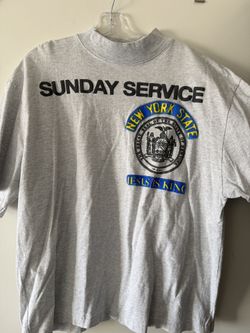 SUNDAY SERVICE
NEW YORK STATE
JESUS IS KING